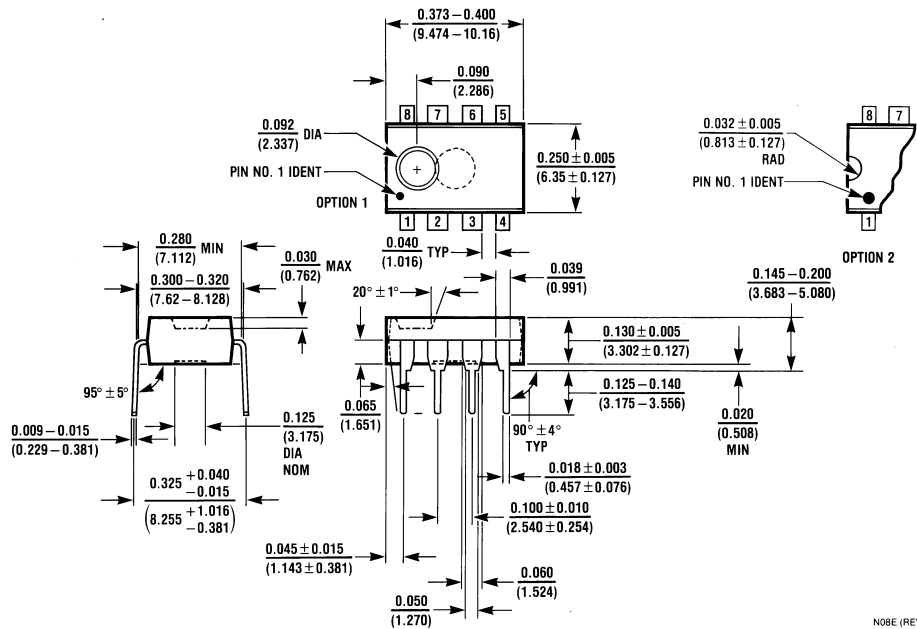 0.373 – 0.400
(9.474 – 10.16)
0.090
(2.286)
8 7 6 5
0.092 DIA
(2.337)
PIN NO. 1 IDENT
OPTION 1
+
0.250 ± 0.005
(6.35 ± 0.127)
1 2 3 4
8 7
0.032 ± 0.005
(0.813 ± 0.127)
RAD
PIN NO. 1 IDENT
1
OPTION 2
0.280 MIN
(7.112)
0.300 – 0.320
(7.62 – 8.128)
0.030 MAX
(0.762)
0.040 TYP
(1.016)
0.039
(0.991)
20° ± 1°
0.145 – 0.200
(3.683 – 5.080)
0.130 ± 0.005
(3.302 ± 0.127)
0.125 – 0.140
(3.175 – 3.556)
0.020
(0.508)
MIN
95° ± 5°
0.009 – 0.015
(0.229 – 0.381)
0.125
(3.175)
DIA
NOM
0.065
(1.651)
90° ± 4°
TYP
0.018 ± 0.003
(0.457 ± 0.076)
0.325 +0.040 −0.015
(8.255 +1.016 −0.381)
0.100 ± 0.010
(2.540 ± 0.254)
0.045 ± 0.015
(1.143 ± 0.381)
0.060
(1.524)
0.050
(1.270)
N08E (RE